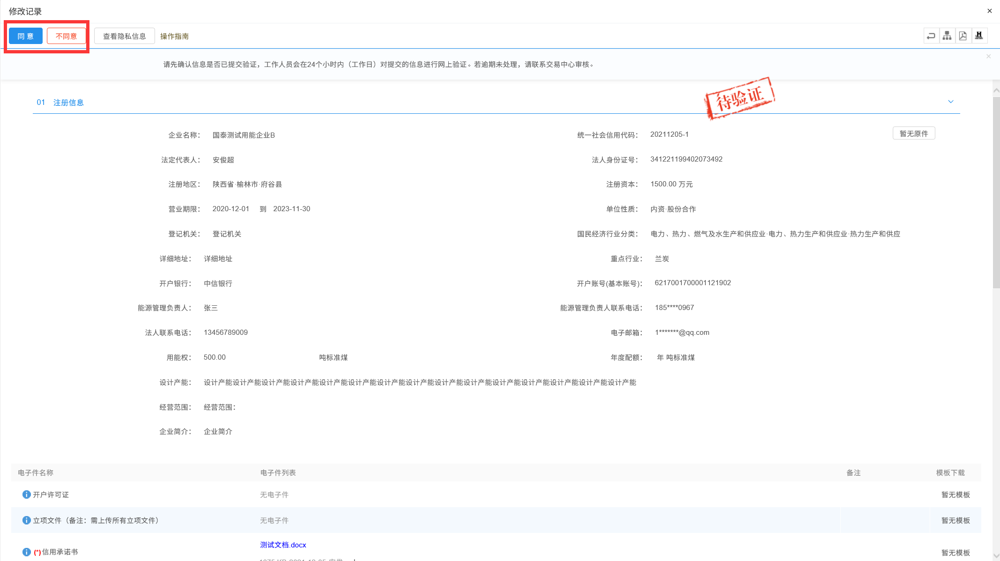 修改记录
同 意 不同意 查看隐私信息 操作指南
请先确认信息是否已提交验证，工作人员会在24个小时内（工作日）对提交的信息进行网上验证。若逾期未处理，请联系交易中心审核。
待验证
01 注册信息
企业名称： 国泰测试用能企业B 统一社会信用代码： 20211205-1 暂无原件
法定代表人： 安俊超 法人身份证号： 341221199402073492
注册地区： 陕西省·榆林市·府谷县 注册资本： 1500.00 万元
营业期限： 2020-12-01 到 2023-11-30 单位性质： 内资·股份合作
登记机关： 登记机关 国民经济行业分类： 电力、热力、燃气及水生产和供应业·电力、热力生产和供应业·热力生产和供应
详细地址： 详细地址 重点行业： 兰炭
开户银行： 中信银行 开户账号(基本账号)： 6217001700001121902
能源管理负责人： 张三 能源管理负责人联系电话： 185****0967
法人联系电话： 13456789009 电子邮箱： 1*******@qq.com
用能权： 500.00 吨标准煤 年度配额： 年 吨标准煤
设计产能： 设计产能设计产能设计产能设计产能设计产能设计产能设计产能设计产能设计产能设计产能设计产能设计产能设计产能设计产能设计产能
经营范围： 经营范围：
企业简介： 企业简介
电子件名称 电子件列表 备注 模板下载
开户许可证 无电子件 暂无模板
立项文件（备注：需上传所有立项文件） 无电子件 暂无模板
测试文档.docx
(*)信用承诺书 暂无模板